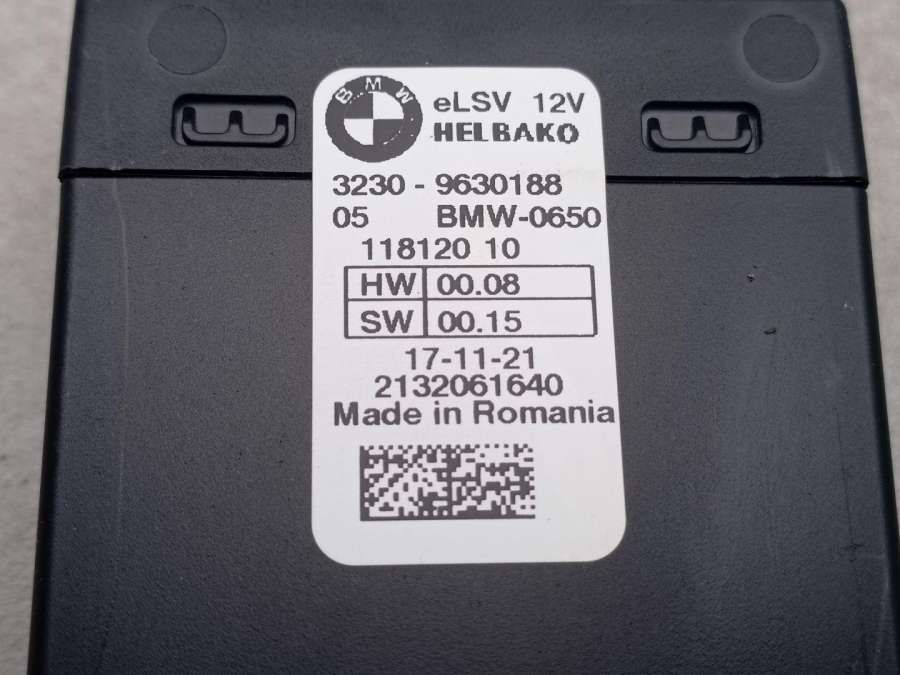 BMW
eLSV 12V
HELBAKO
3230 - 9630188
05 BMW-0650
118120 10
HW 00.08
SW 00.15
17-11-21
2132061640
Made in Romania